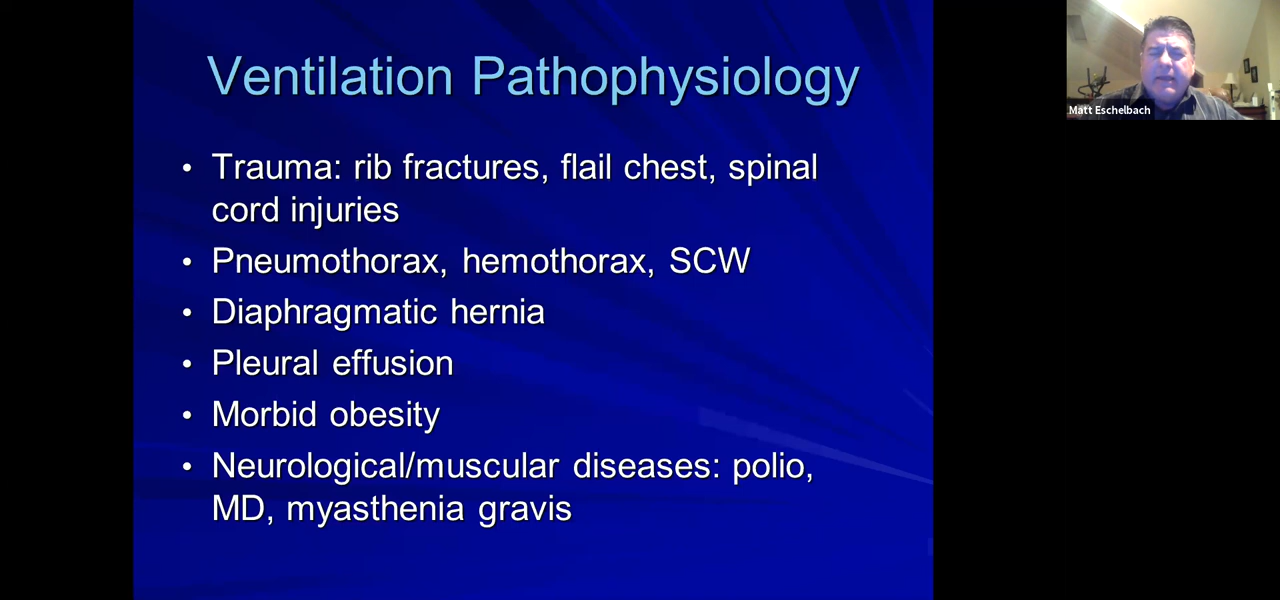 Ventilation Pathophysiology
• Trauma: rib fractures, flail chest, spinal
cord injuries
• Pneumothorax, hemothorax, SCW
• Diaphragmatic hernia
• Pleural effusion
• Morbid obesity
• Neurological/muscular diseases: polio,
MD, myasthenia gravis
Matt Eschelbach